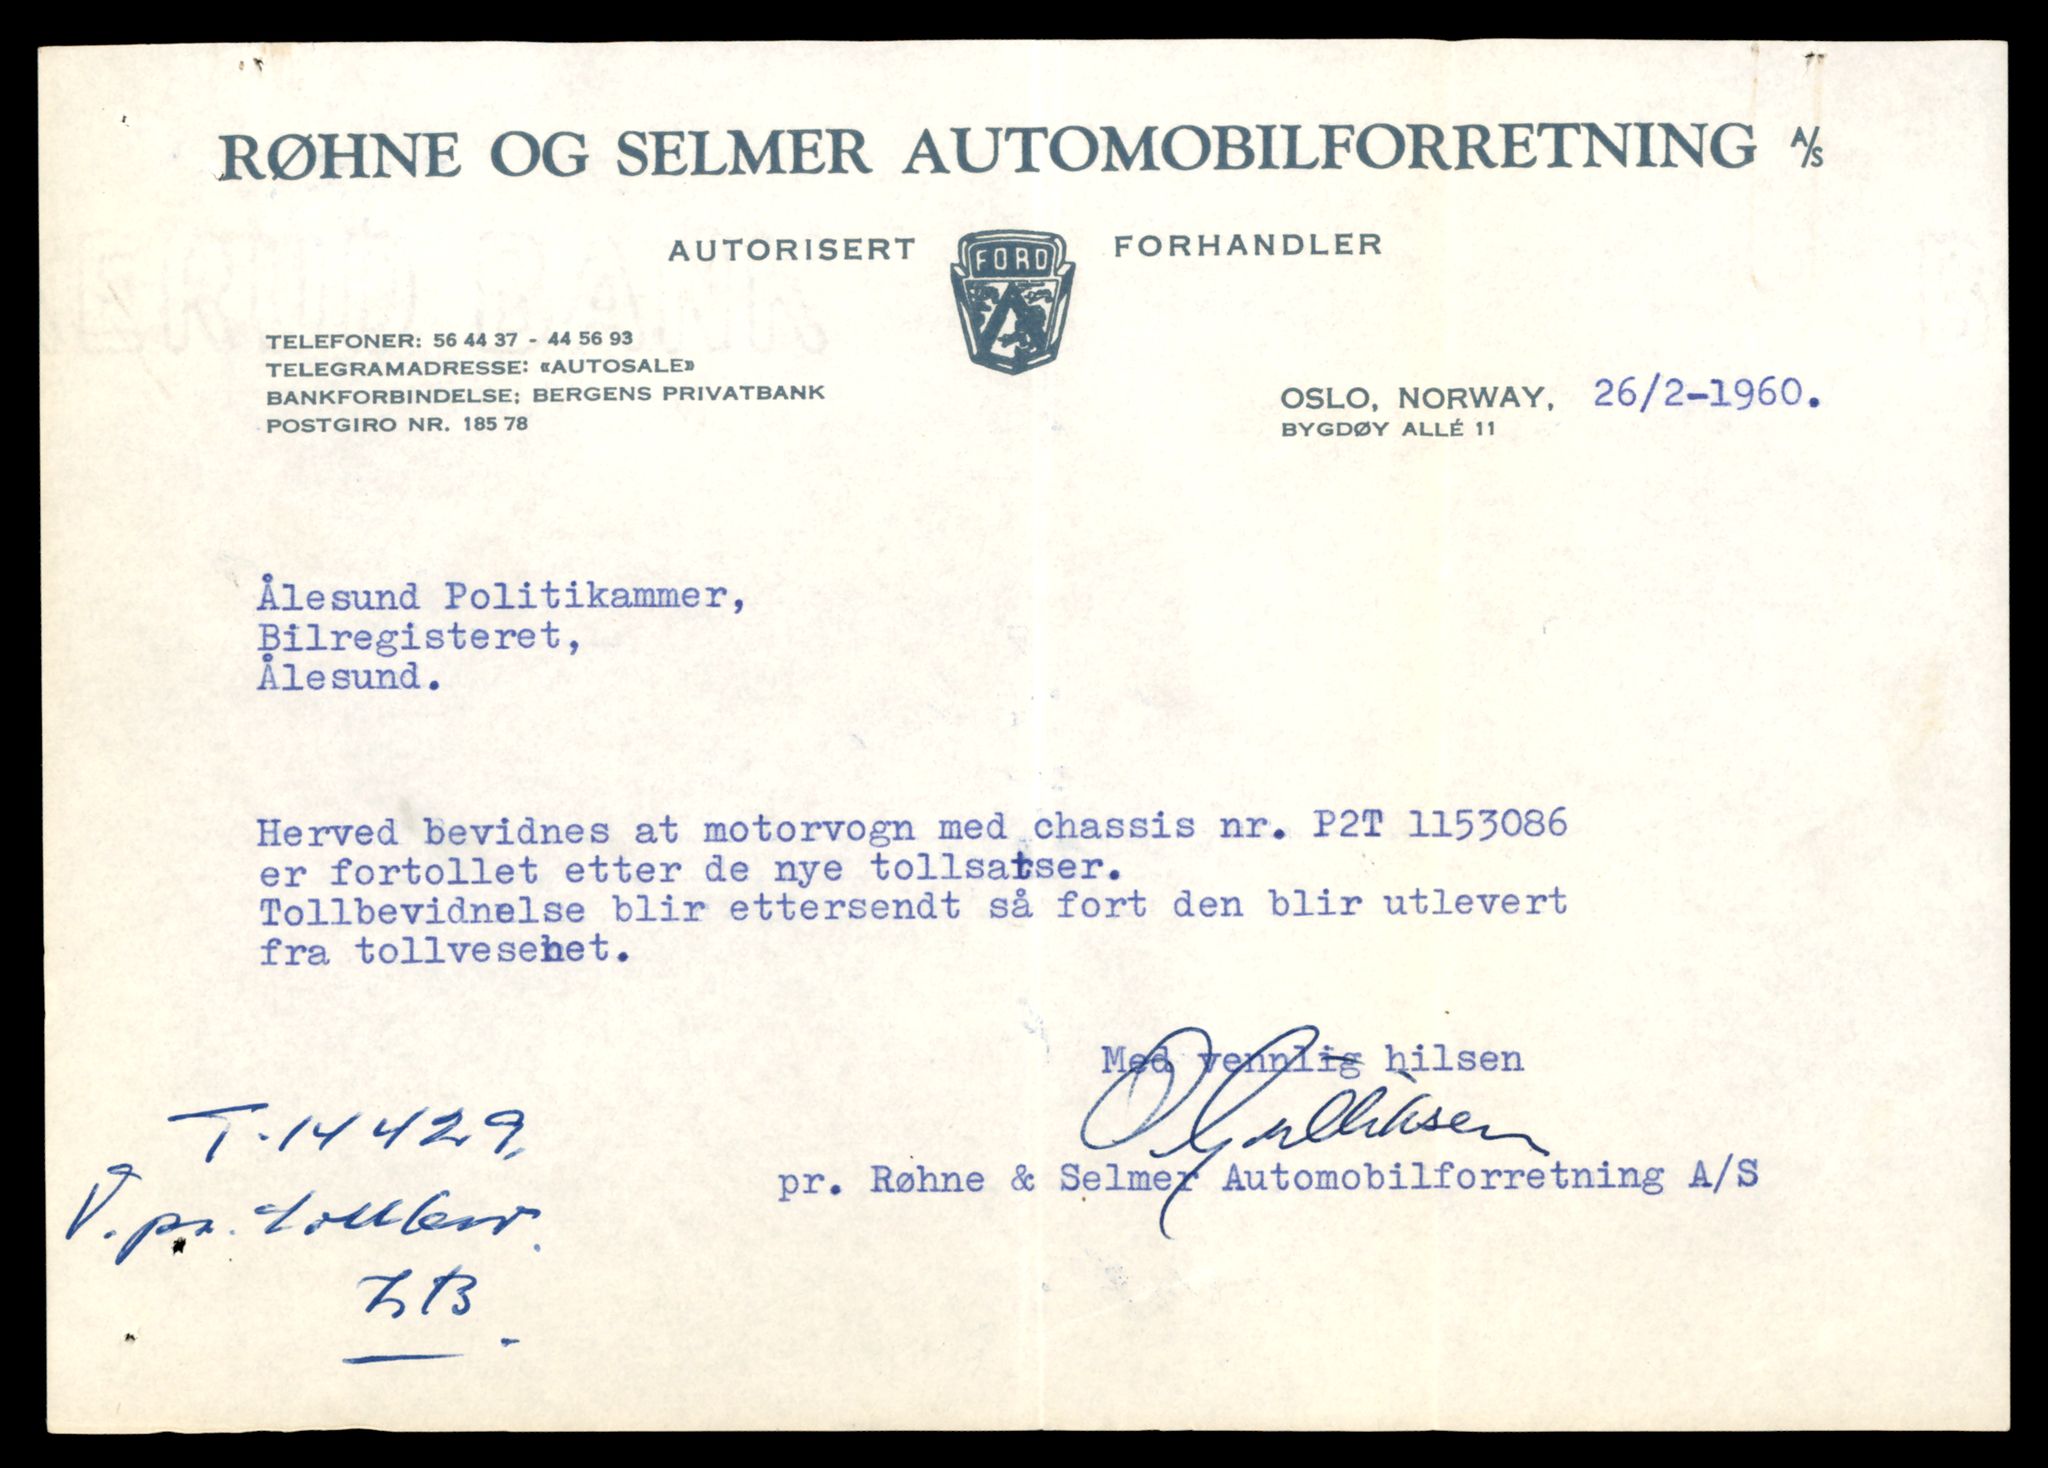 RØHNE OG SELMER AUTOMOBILFORRETNING A/S
AUTORISERT FORD FORHANDLER
TELEFONER: 56 44 37 - 44 56 93
TELEGRAMADRESSE: «AUTOSALE»
BANKFORBINDELSE: BERGENS PRIVATBANK
POSTGIRO NR. 185 78
OSLO, NORWAY, 26/2-1960.
BYGDØY ALLÉ 11
Ålesund Politikammer,
Bilregisteret,
Ålesund.
Herved bevidnes at motorvogn med chassis nr. P2T 1153086
er fortollet etter de nye tollsatser.
Tollbevidnelse blir ettersendt så fort den blir utlevert
fra tollvesenet.
Med vennlig hilsen
pr. Røhne & Selmer Automobilforretning A/S
T-14429.